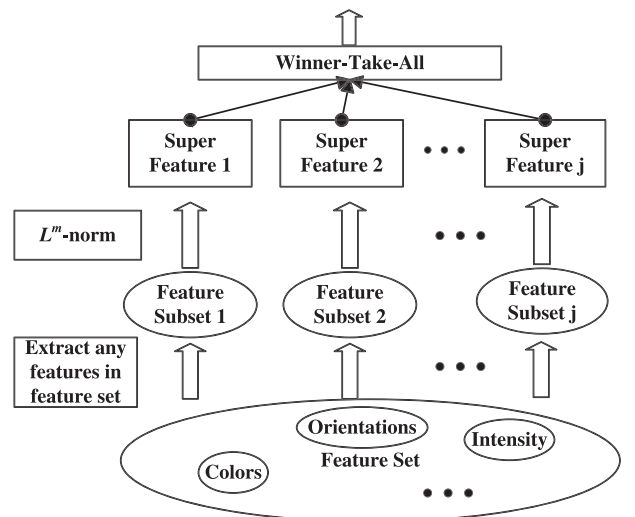 Winner-Take-All
Super
Feature 1
Super
Feature 2
Super
Feature j
L^m-norm
Feature
Subset 1
Feature
Subset 2
Feature
Subset j
Extract any
features in
feature set
Orientations
Intensity
Feature Set
Colors